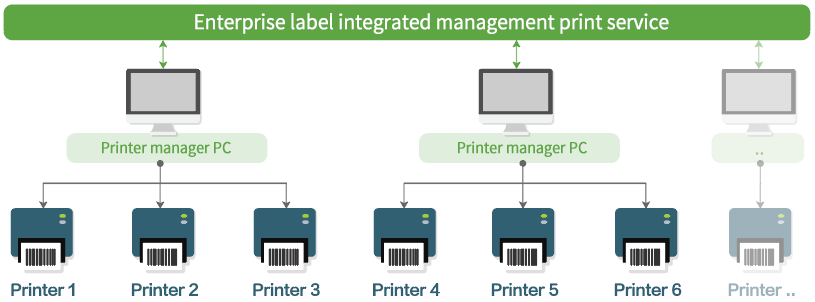 Enterprise label integrated management print service
Printer manager PC
Printer manager PC
..
Printer 1
Printer 2
Printer 3
Printer 4
Printer 5
Printer 6
Printer ..